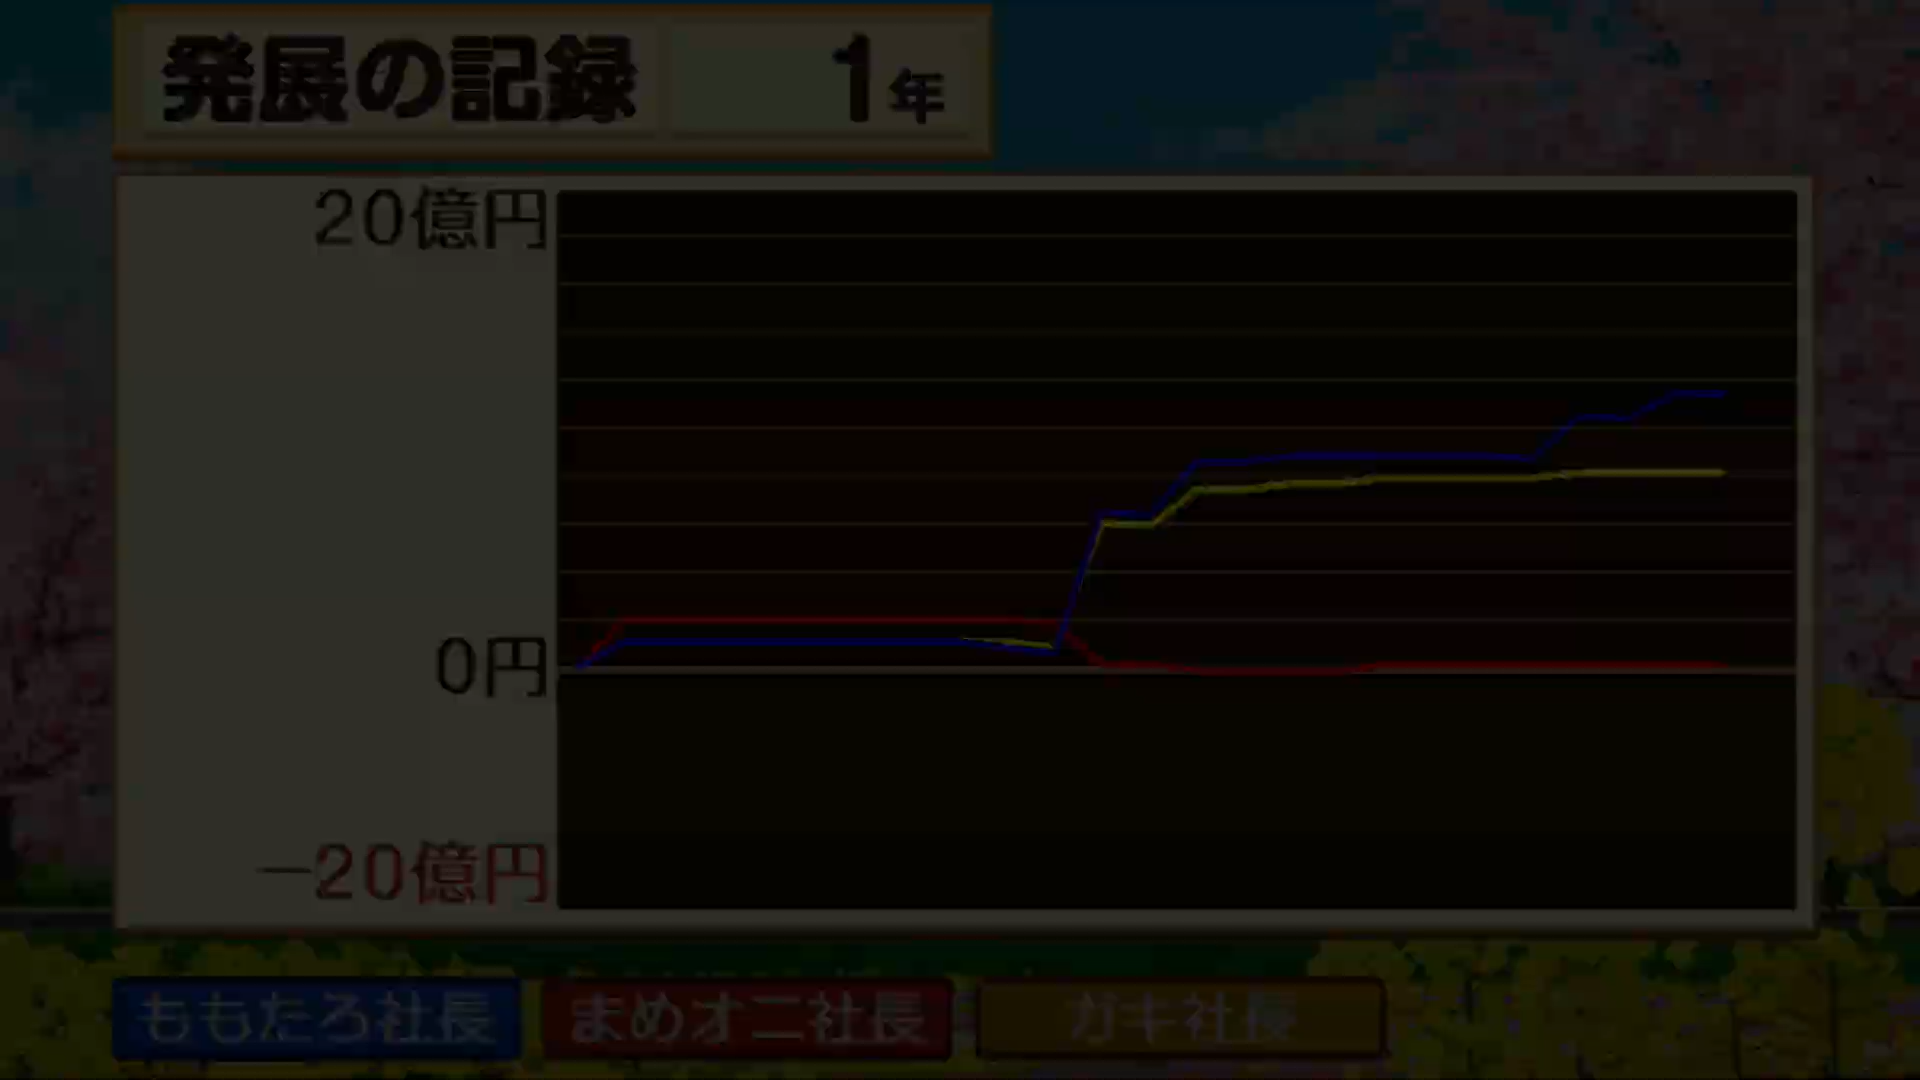 発展の記録 1年
20億円
0円
−20億円
ももたろ社長 まめオニ社長 ガキ社長